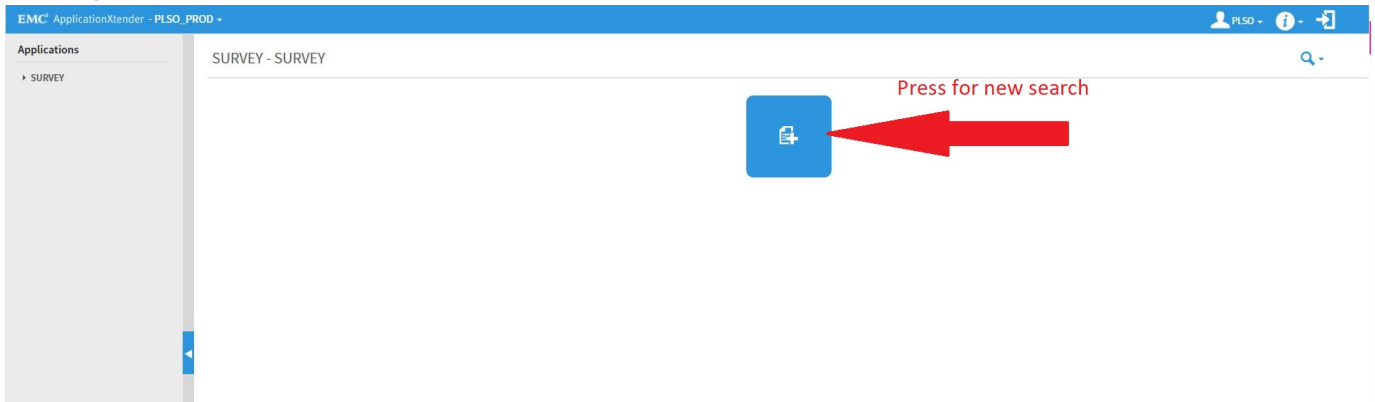 EMC² ApplicationXtender - PLSO_PROD
PLSO
Applications
SURVEY
SURVEY - SURVEY
Press for new search